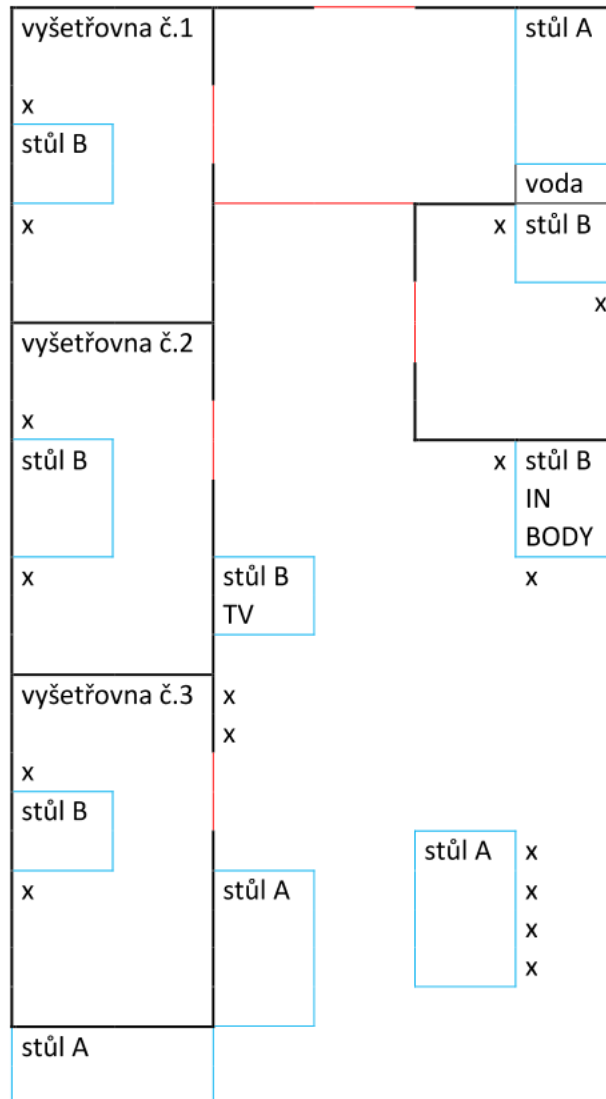 vyšetřovna č.1
stůl A
x
stůl B
voda
x
x
stůl B
x
vyšetřovna č.2
x
stůl B
x
stůl B
IN
BODY
x
stůl B
x
TV
vyšetřovna č.3
x
x
x
stůl B
stůl A
x
x
stůl A
x
x
x
stůl A